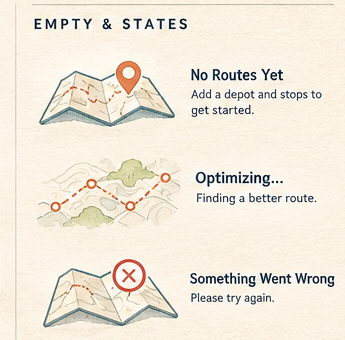 EMPTY & STATES
No Routes Yet
Add a depot and stops to
get started.
Optimizing...
Finding a better route.
Something Went Wrong
Please try again.